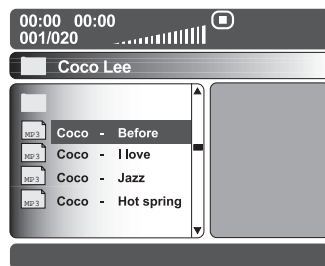 00:00 00:00
001/020
Coco Lee
MP3 Coco - Before
MP3 Coco - I love
MP3 Coco - Jazz
MP3 Coco - Hot spring